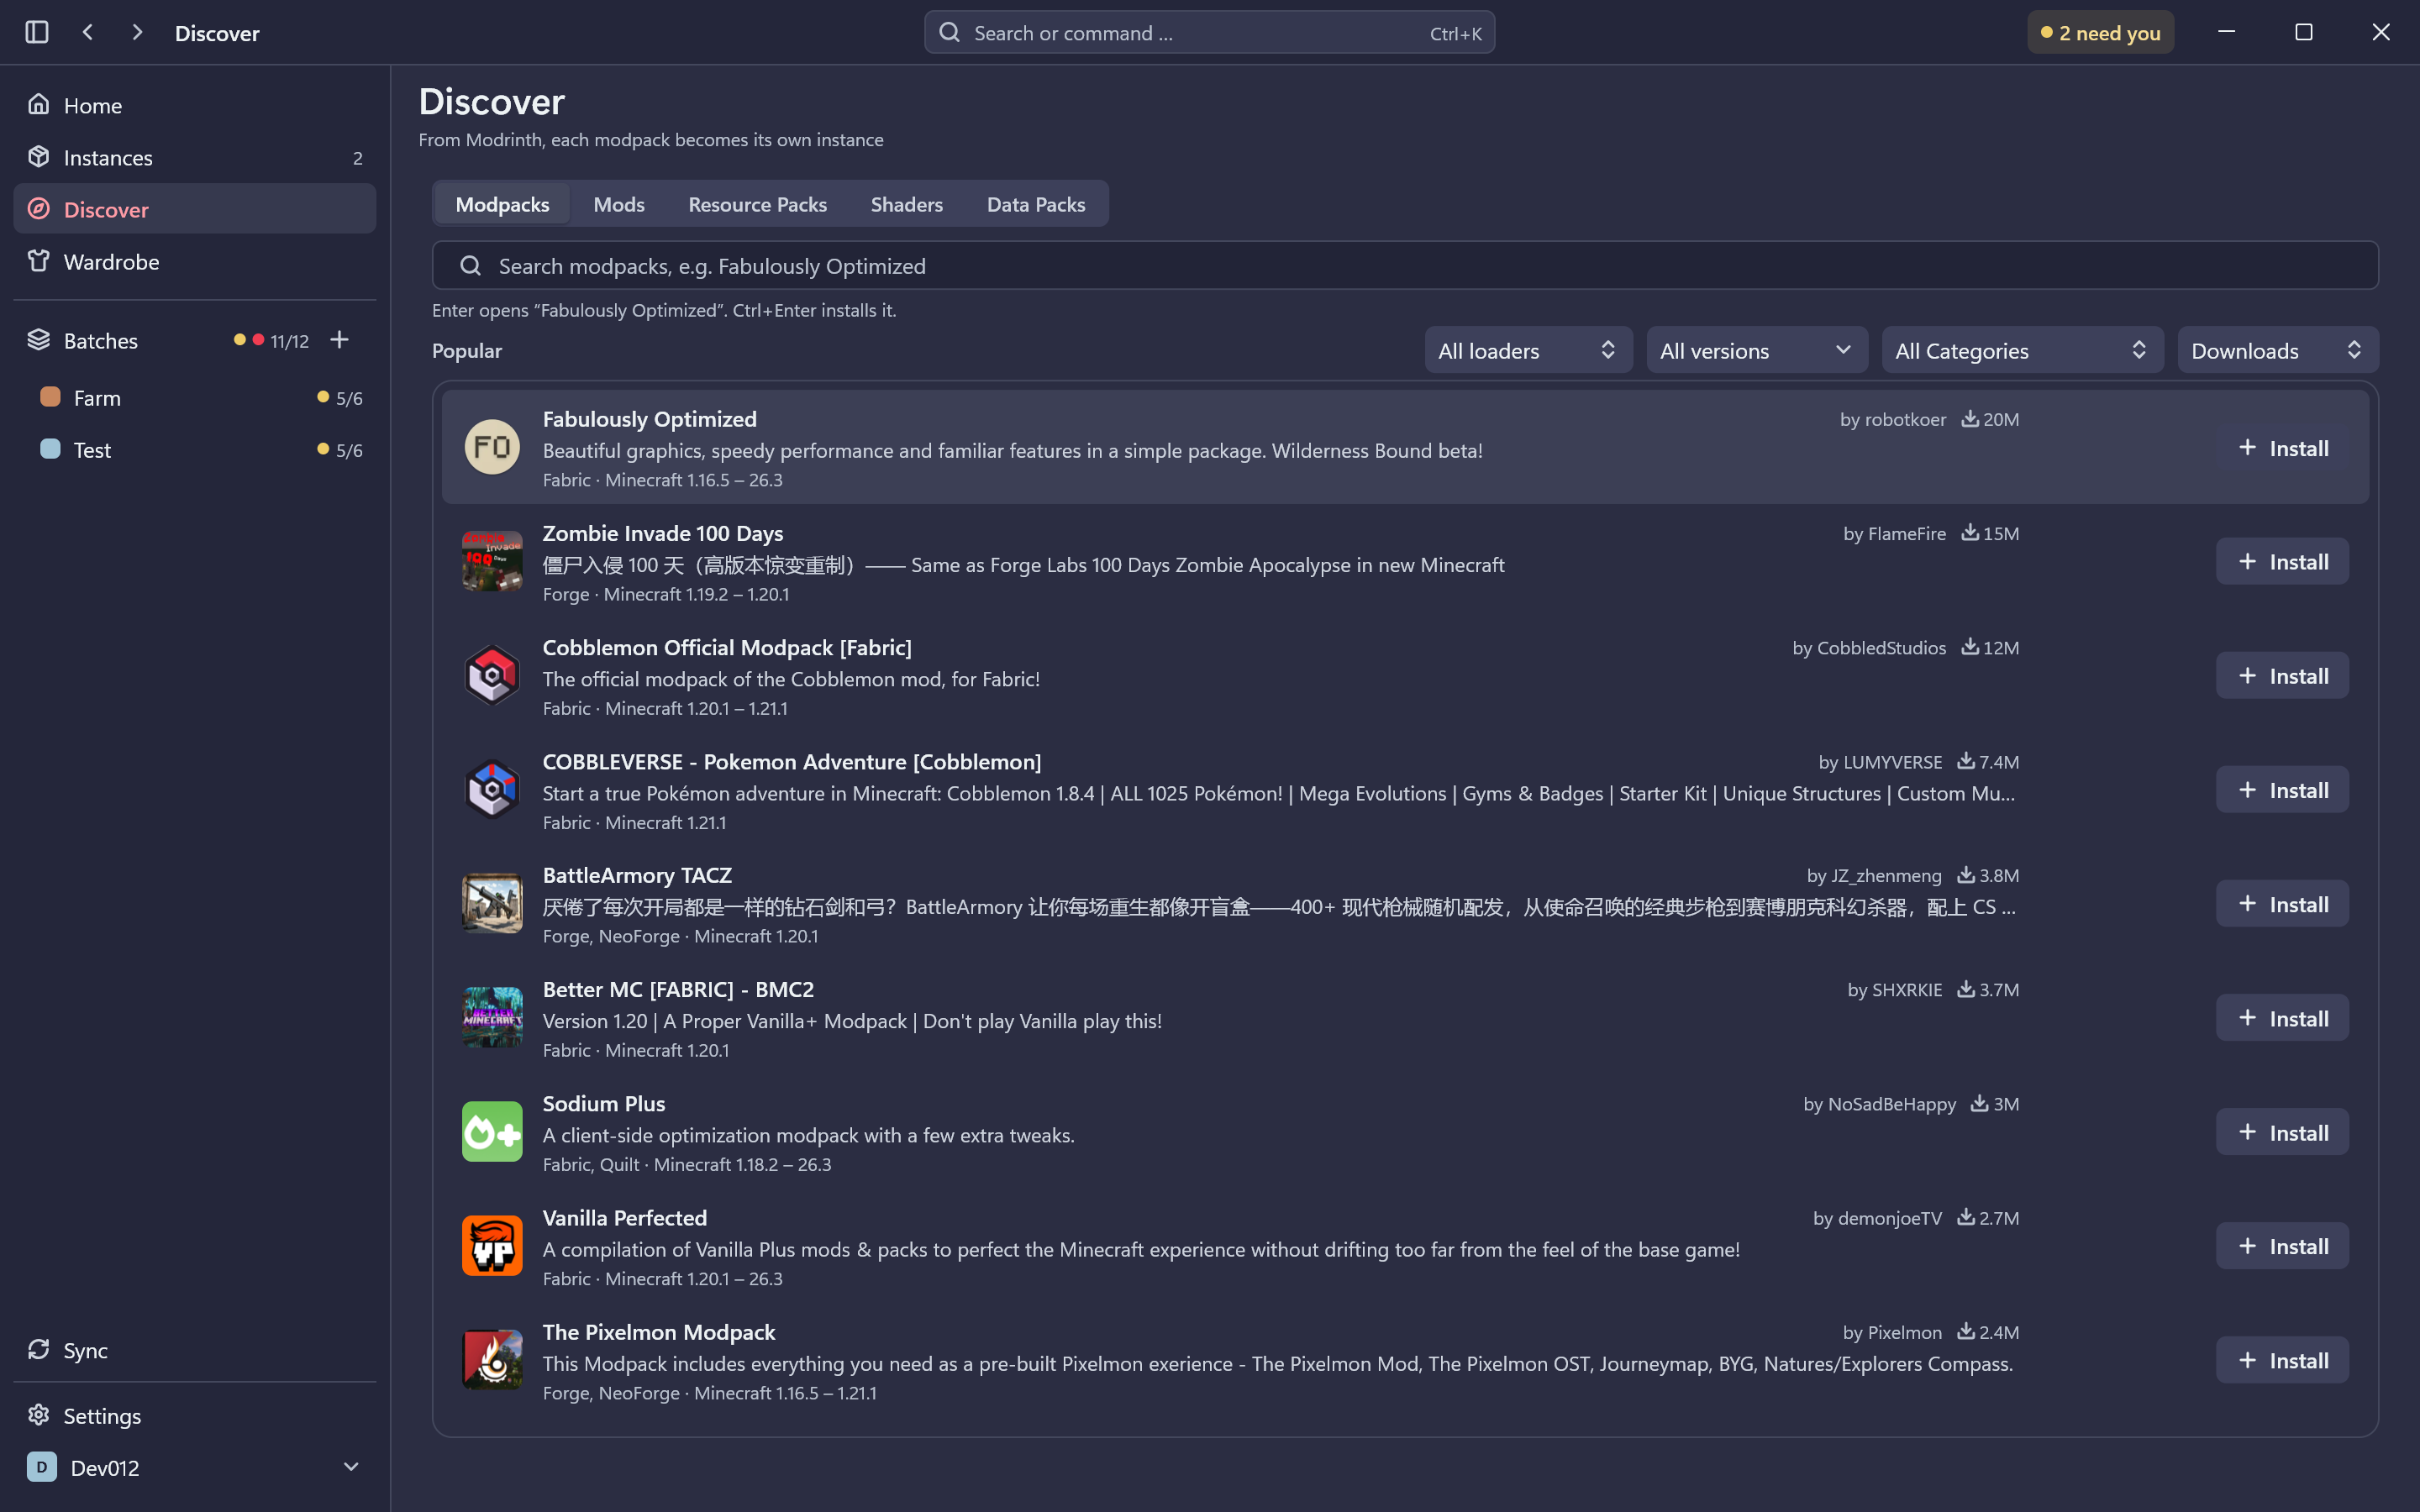 Discover
Search or command ...
Ctrl+K
2 need you
Home
Instances
2
Discover
Wardrobe
Batches
11/12
Farm
5/6
Test
5/6
Sync
Settings
D
Dev012
Discover
From Modrinth, each modpack becomes its own instance
Modpacks
Mods
Resource Packs
Shaders
Data Packs
Search modpacks, e.g. Fabulously Optimized
Enter opens “Fabulously Optimized”. Ctrl+Enter installs it.
Popular
All loaders
All versions
All Categories
Downloads
FO
Fabulously Optimized
by robotkoer
20M
Beautiful graphics, speedy performance and familiar features in a simple package. Wilderness Bound beta!
Fabric · Minecraft 1.16.5 – 26.3
Install
Zombie Invade 100 Days
Zombie Invade 100 Days
by FlameFire
15M
僵尸入侵 100 天（高版本惊变重制）—— Same as Forge Labs 100 Days Zombie Apocalypse in new Minecraft
Forge · Minecraft 1.19.2 – 1.20.1
Install
Cobblemon Official Modpack [Fabric]
by CobbledStudios
12M
The official modpack of the Cobblemon mod, for Fabric!
Fabric · Minecraft 1.20.1 – 1.21.1
Install
COBBLEVERSE - Pokemon Adventure [Cobblemon]
by LUMYVERSE
7.4M
Start a true Pokémon adventure in Minecraft: Cobblemon 1.8.4 | ALL 1025 Pokémon! | Mega Evolutions | Gyms & Badges | Starter Kit | Unique Structures | Custom Mu...
Fabric · Minecraft 1.21.1
Install
BattleArmory TACZ
by JZ_zhenmeng
3.8M
厌倦了每次开局都是一样的钻石剑和弓？BattleArmory 让你每场重生都像开盲盒——400+ 现代枪械随机配发，从使命召唤的经典步枪到赛博朋克科幻杀器，配上 CS ...
Forge, NeoForge · Minecraft 1.20.1
Install
BETTER MINECRAFT
Better MC [FABRIC] - BMC2
by SHXRKIE
3.7M
Version 1.20 | A Proper Vanilla+ Modpack | Don't play Vanilla play this!
Fabric · Minecraft 1.20.1
Install
Sodium Plus
by NoSadBeHappy
3M
A client-side optimization modpack with a few extra tweaks.
Fabric, Quilt · Minecraft 1.18.2 – 26.3
Install
VP
Vanilla Perfected
by demonjoeTV
2.7M
A compilation of Vanilla Plus mods & packs to perfect the Minecraft experience without drifting too far from the feel of the base game!
Fabric · Minecraft 1.20.1 – 26.3
Install
The Pixelmon Modpack
by Pixelmon
2.4M
This Modpack includes everything you need as a pre-built Pixelmon exerience - The Pixelmon Mod, The Pixelmon OST, Journeymap, BYG, Natures/Explorers Compass.
Forge, NeoForge · Minecraft 1.16.5 – 1.21.1
Install